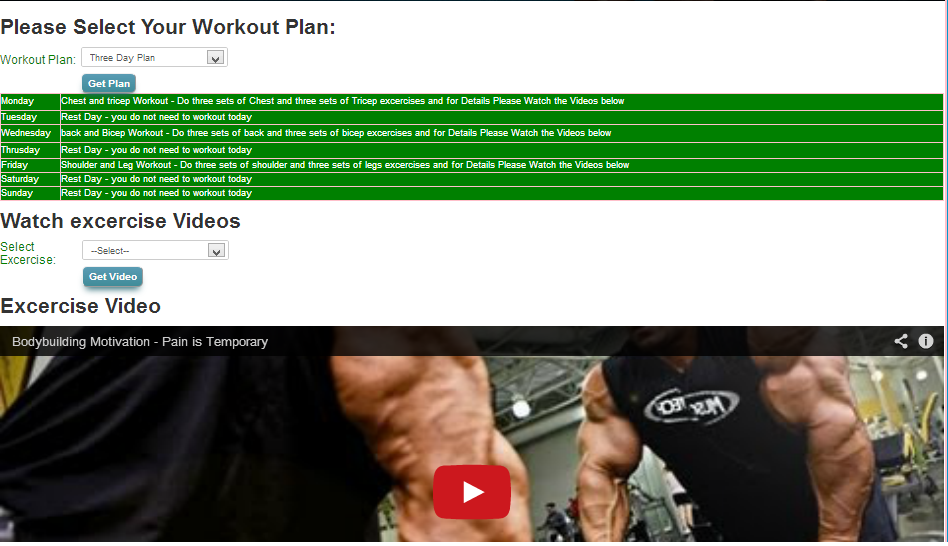 Please Select Your Workout Plan:
Workout Plan: Three Day Plan
Get Plan
Monday Chest and tricep Workout - Do three sets of Chest and three sets of Tricep excercises and for Details Please Watch the Videos below
Tuesday Rest Day - you do not need to workout today
Wednesday back and Bicep Workout - Do three sets of back and three sets of bicep excercises and for Details Please Watch the Videos below
Thrusday Rest Day - you do not need to workout today
Friday Shoulder and Leg Workout - Do three sets of shoulder and three sets of legs excercises and for Details Please Watch the Videos below
Saturday Rest Day - you do not need to workout today
Sunday Rest Day - you do not need to workout today
Watch excercise Videos
Select --Select--
Excercise:
Get Video
Excercise Video
Bodybuilding Motivation - Pain is Temporary